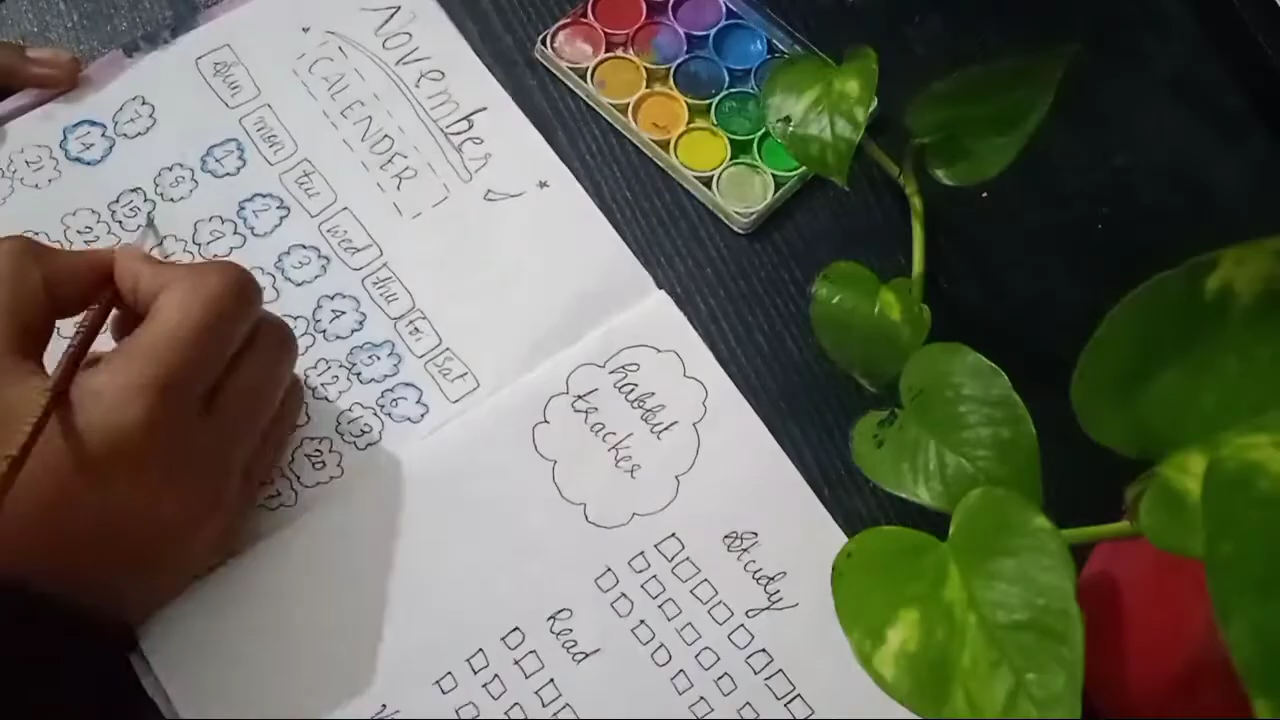 November
CALENDER
Sun mon tue wed thu fri Sat
1 2 3 4 5 6
7 8 9 12 13
14 15 20
21 22
habbit
tracker
Study
Read